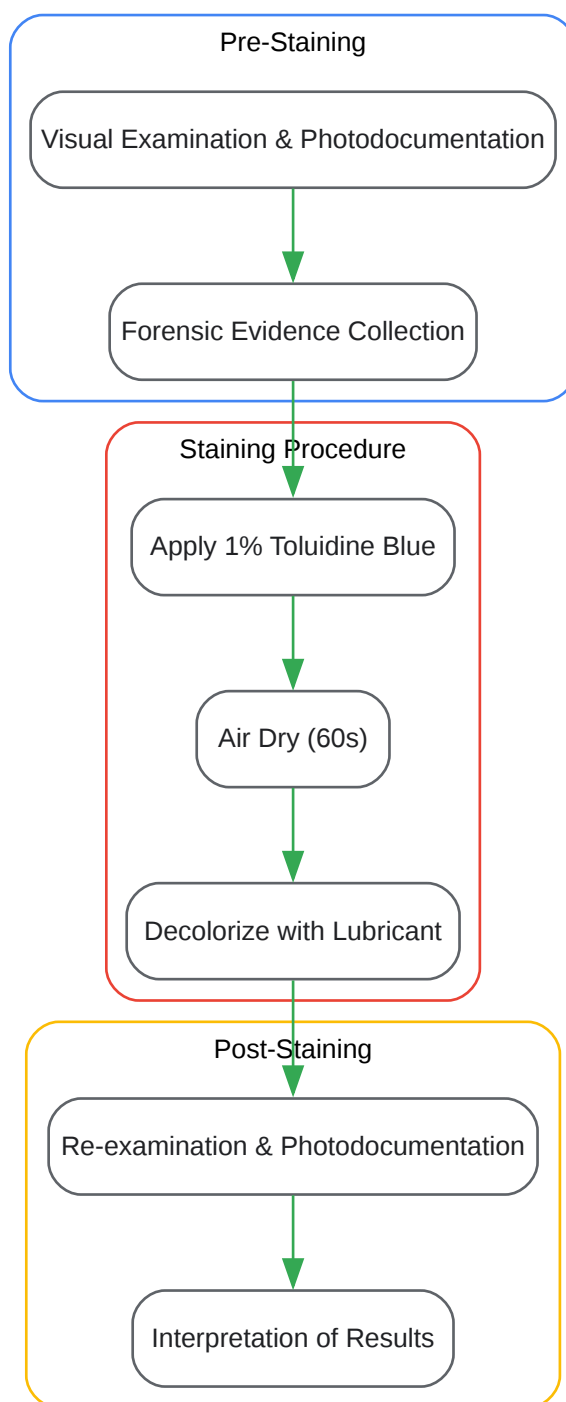 Pre-Staining
Visual Examination & Photodocumentation
Forensic Evidence Collection
Staining Procedure
Apply 1% Toluidine Blue
Air Dry (60s)
Decolorize with Lubricant
Post-Staining
Re-examination & Photodocumentation
Interpretation of Results